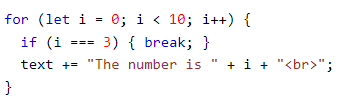 for (let i = 0; i < 10; i++) {
  if (i === 3) { break; }
  text += "The number is " + i + "<br>";
}